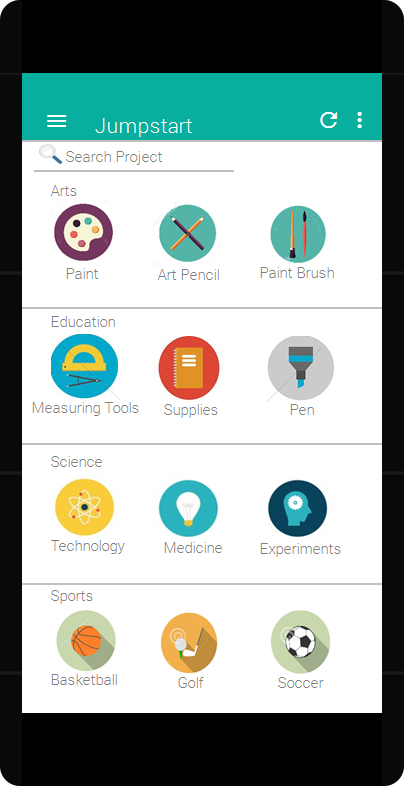 Jumpstart
Search Project
Arts
Paint
Art Pencil
Paint Brush
Education
Measuring Tools
Supplies
Pen
Science
Technology
Medicine
Experiments
Sports
Basketball
Golf
Soccer